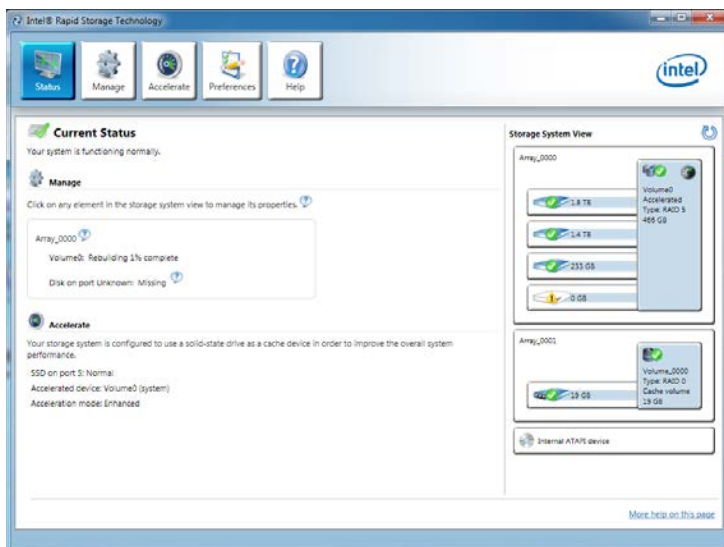 Intel® Rapid Storage Technology
Status
Manage
Accelerate
Preferences
Help
intel
Current Status
Your system is functioning normally.
Manage
Click on any element in the storage system view to manage its properties.
Array_0000
Volume0: Rebuilding 1% complete
Disk on port Unknown: Missing
Accelerate
Your storage system is configured to use a solid-state drive as a cache device in order to improve the overall system
performance.
SSD on port 5: Normal
Accelerated device: Volume0 (system)
Acceleration mode: Enhanced
Storage System View
Array_0000
1.8 TB
1.4 TB
233 GB
0 GB
Volume0
Accelerated
Type: RAID 5
466 GB
Array_0001
19 GB
Volume_0000
Type: RAID 0
Cache volume
19 GB
Internal ATAPI device
More help on this page